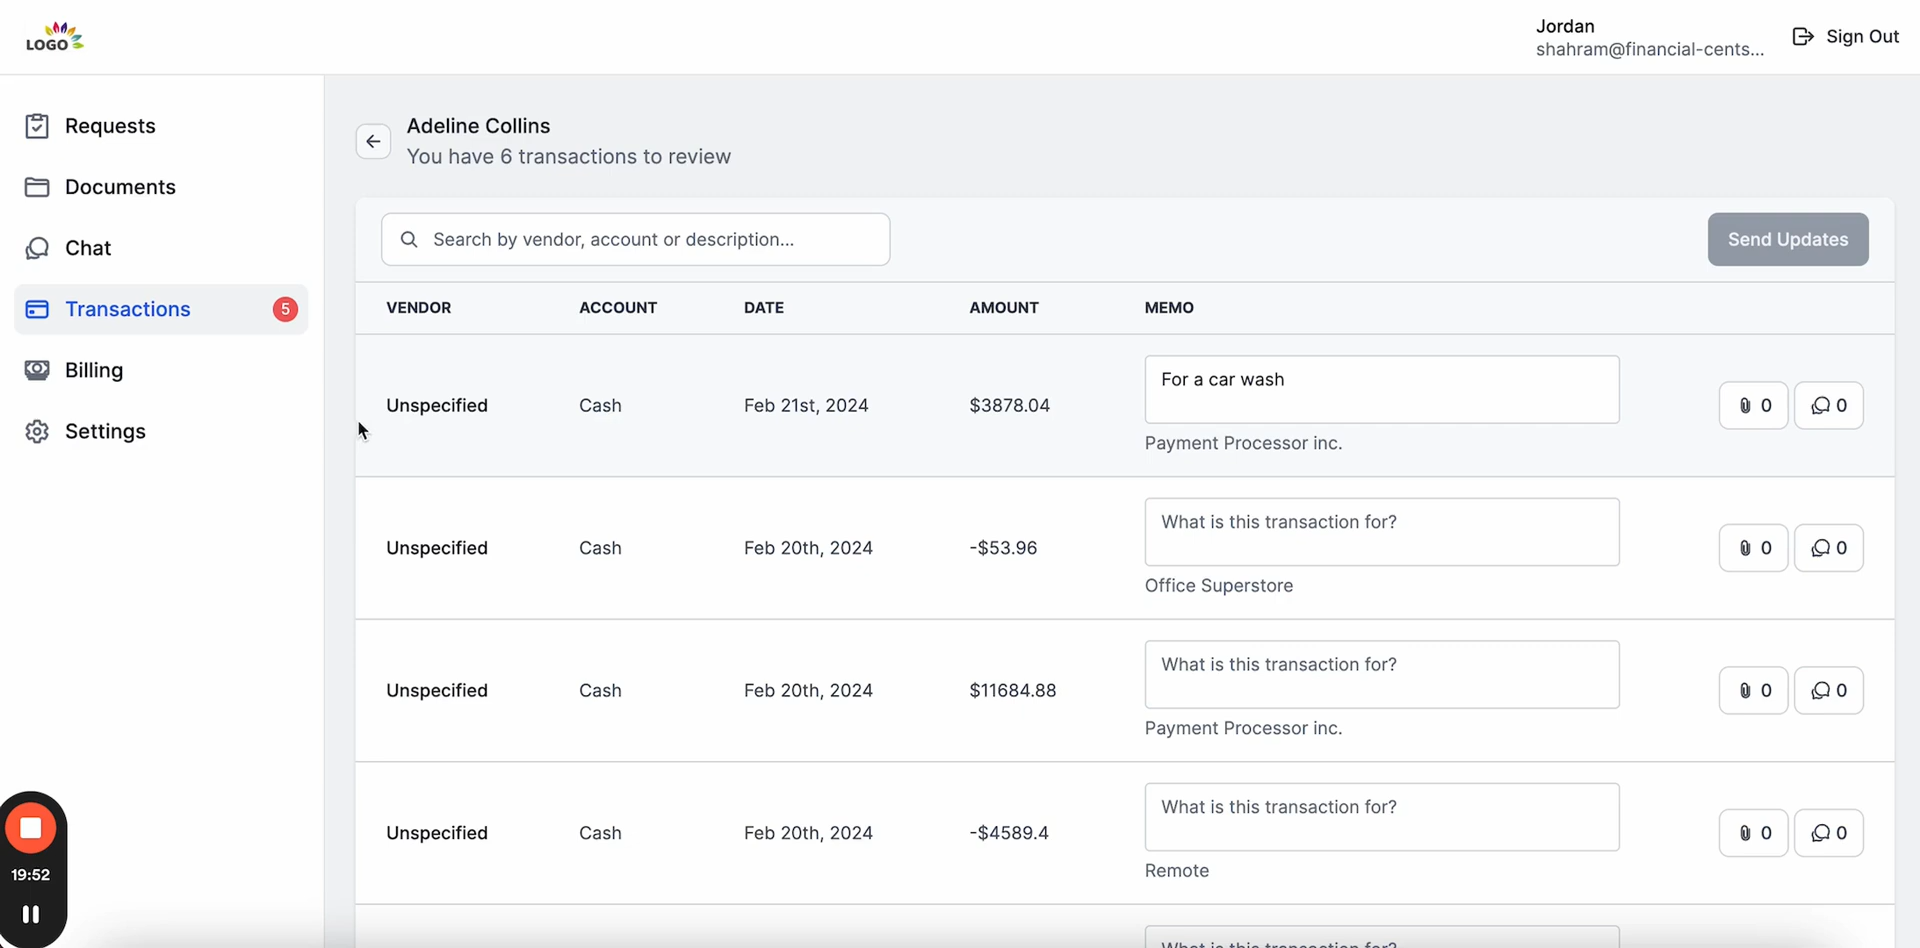 LOGO
Jordan
shahram@financial-cents...
Sign Out
Requests
Documents
Chat
Transactions 5
Billing
Settings
Adeline Collins
You have 6 transactions to review
Search by vendor, account or description...
Send Updates
VENDOR ACCOUNT DATE AMOUNT MEMO
Unspecified Cash Feb 21st, 2024 $3878.04 For a car wash 0 0
Payment Processor inc.
Unspecified Cash Feb 20th, 2024 -$53.96 What is this transaction for? 0 0
Office Superstore
Unspecified Cash Feb 20th, 2024 $11684.88 What is this transaction for? 0 0
Payment Processor inc.
Unspecified Cash Feb 20th, 2024 -$4589.4 What is this transaction for? 0 0
Remote
What is this transaction for?
19:52